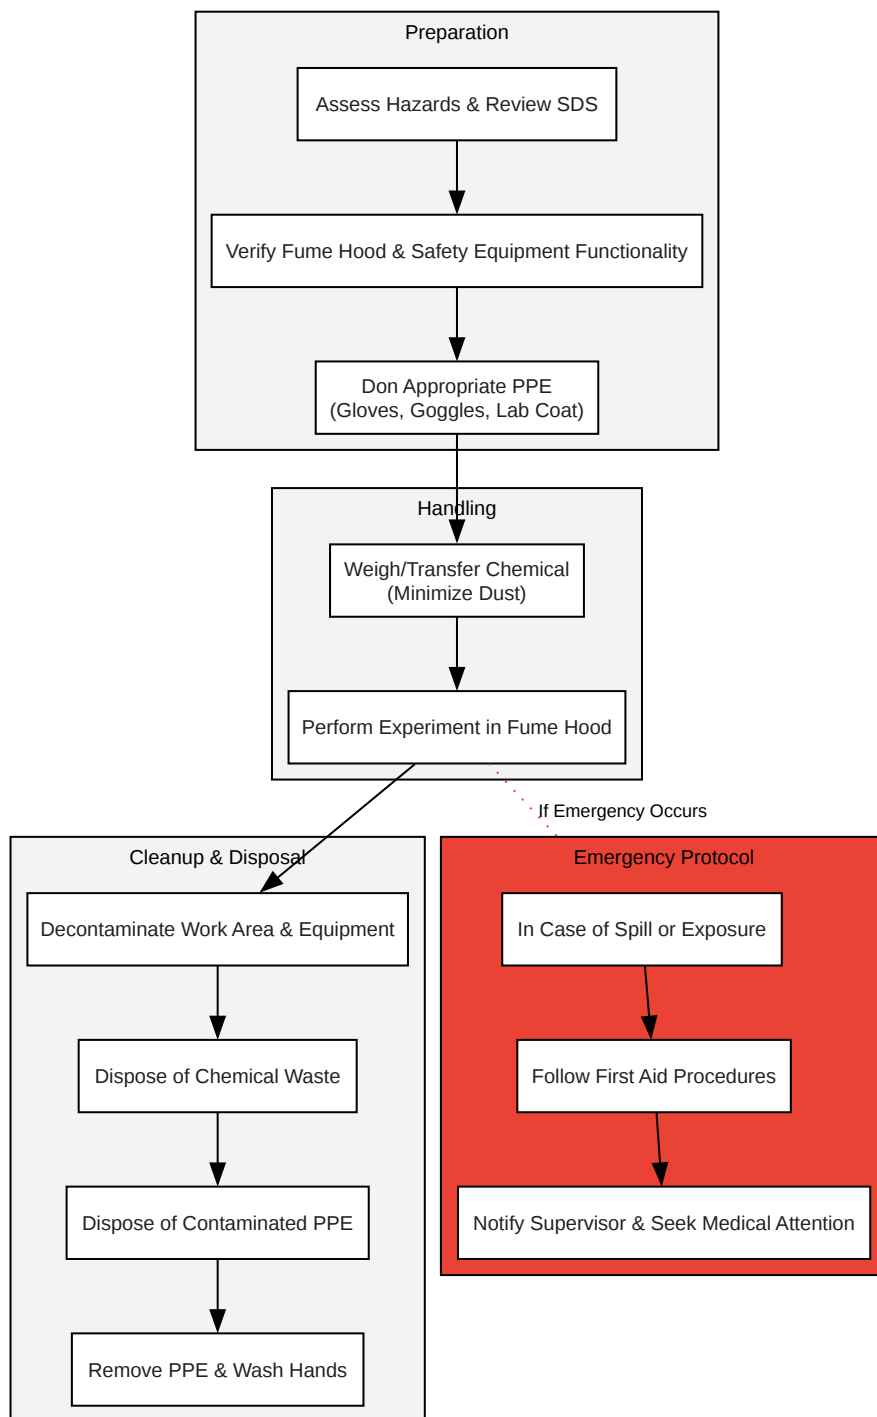 Preparation
Assess Hazards & Review SDS
Verify Fume Hood & Safety Equipment Functionality
Don Appropriate PPE
(Gloves, Goggles, Lab Coat)
Handling
Weigh/Transfer Chemical
(Minimize Dust)
Perform Experiment in Fume Hood
If Emergency Occurs
Cleanup & Disposal
Decontaminate Work Area & Equipment
Dispose of Chemical Waste
Dispose of Contaminated PPE
Remove PPE & Wash Hands
Emergency Protocol
In Case of Spill or Exposure
Follow First Aid Procedures
Notify Supervisor & Seek Medical Attention